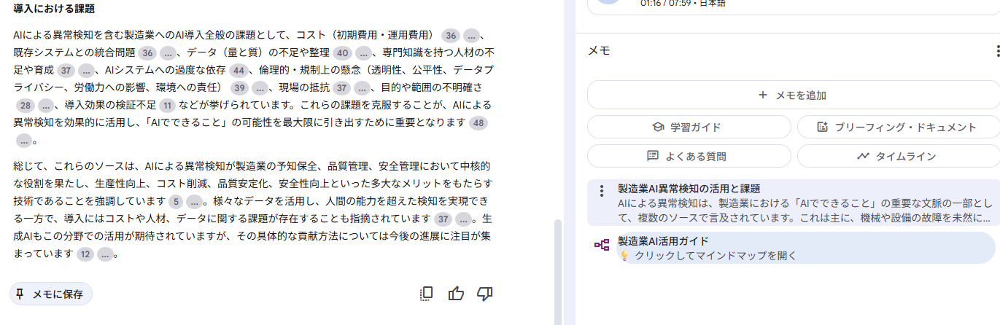 導入における課題
AIによる異常検知を含む製造業へのAI導入全般の課題として、コスト（初期費用・運用費用） 36 ... 、
既存システムとの統合問題 36 ... 、データ（量と質）の不足や整理 40 ... 、専門知識を持つ人材の不
足や育成 37 ... 、AIシステムへの過度な依存 44 、倫理的・規制上の懸念（透明性、公平性、データプ
ライバシー、労働力への影響、環境への責任） 39 ... 、現場の抵抗 37 ... 、目的や範囲の不明確さ
28 ... 、導入効果の検証不足 11 などが挙げられています。これらの課題を克服することが、AIによる
異常検知を効果的に活用し、「AIでできること」の可能性を最大限に引き出すために重要となります 48
... 。
総じて、これらのソースは、AIによる異常検知が製造業の予知保全、品質管理、安全管理において中核的
な役割を果たし、生産性向上、コスト削減、品質安定化、安全性向上といった多大なメリットをもたらす
技術であることを強調しています 5 ... 。様々なデータを活用し、人間の能力を超えた検知を実現でき
る一方で、導入にはコストや人材、データに関する課題が存在することも指摘されています 37 ... 。生
成AIもこの分野での活用が期待されていますが、その具体的な貢献方法については今後の進展に注目が集
まっています 12 ... 。
メモに保存
01:16 / 07:59・日本語
メモ
+ メモを追加
学習ガイド
ブリーフィング・ドキュメント
よくある質問
タイムライン
製造業AI異常検知の活用と課題
AIによる異常検知は、製造業における「AIでできること」の重要な文脈の一部とし
て、複数のソースで言及されています。これは主に、機械や設備の故障を未然に...
製造業AI活用ガイド
クリックしてマインドマップを開く